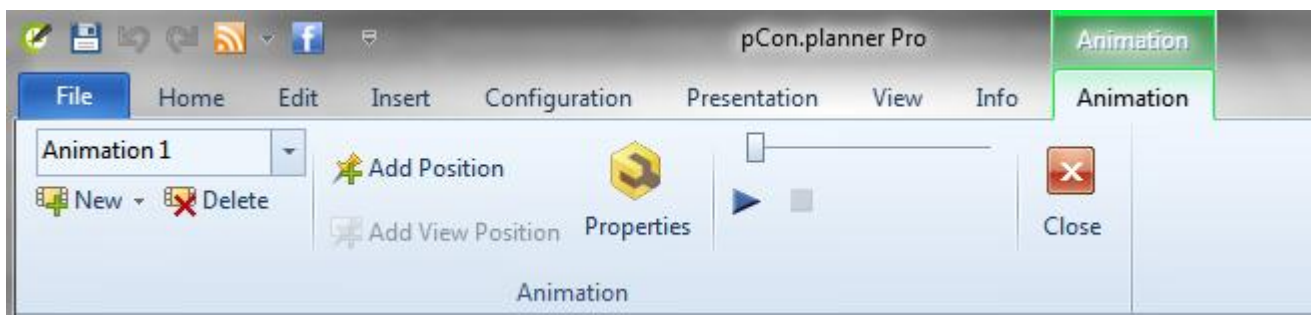 pCon.planner Pro Animation
File Home Edit Insert Configuration Presentation View Info Animation
Animation 1
Add Position
New Delete
Add View Position
Properties
Close
Animation